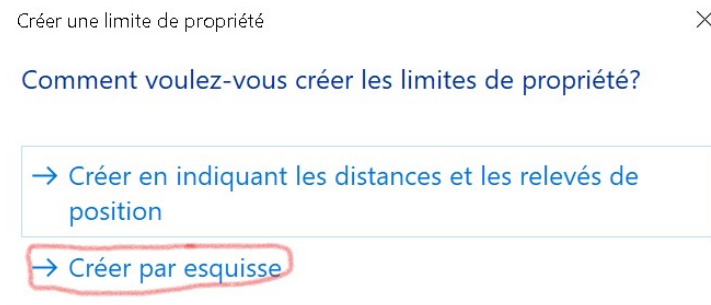 Créer une limite de propriété
Comment voulez-vous créer les limites de propriété?
→ Créer en indiquant les distances et les relevés de
position
→ Créer par esquisse